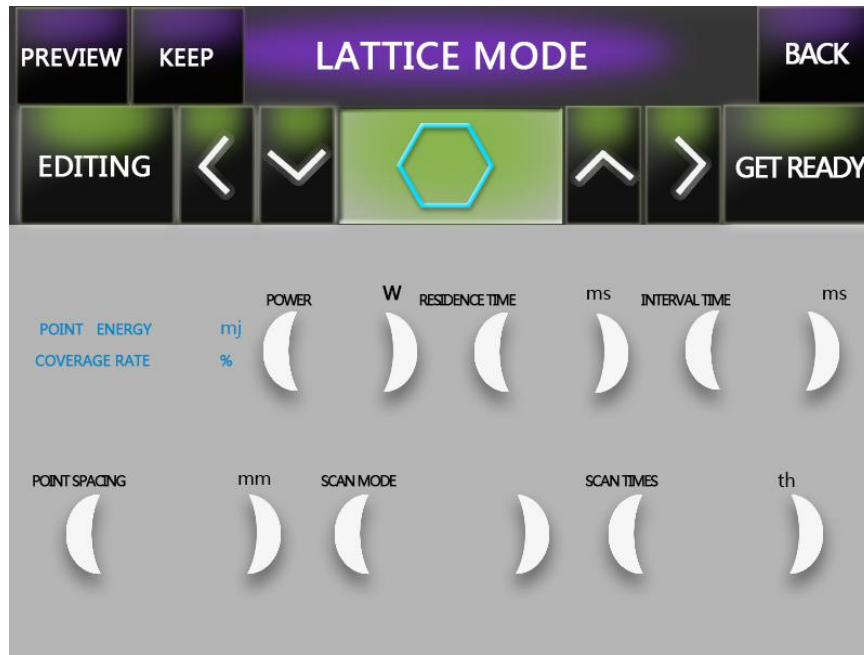 PREVIEW KEEP LATTICE MODE BACK
EDITING GET READY
POWER W RESIDENCE TIME ms INTERVAL TIME ms
POINT ENERGY mj
COVERAGE RATE %
POINT SPACING mm SCAN MODE SCAN TIMES th